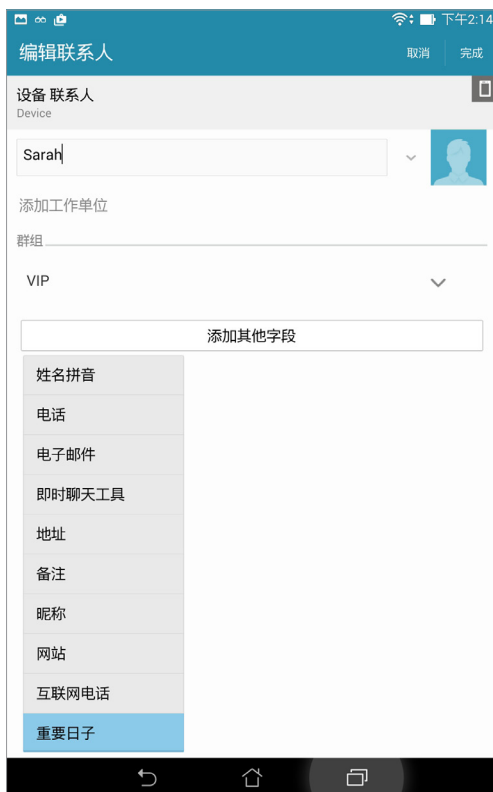 下午2:14
编辑联系人
取消
完成
设备 联系人
Device
Sarah
添加工作单位
群组
VIP
添加其他字段
姓名拼音
电话
电子邮件
即时聊天工具
地址
备注
昵称
网站
互联网电话
重要日子